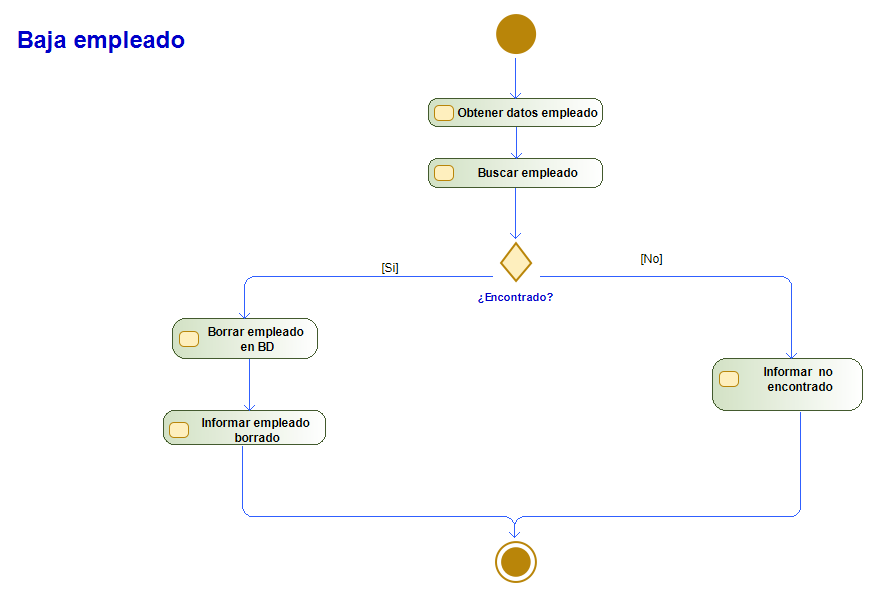 Baja empleado
Obtener datos empleado
Buscar empleado
[Si]
[No]
¿Encontrado?
Borrar empleado
en BD
Informar no
encontrado
Informar empleado
borrado